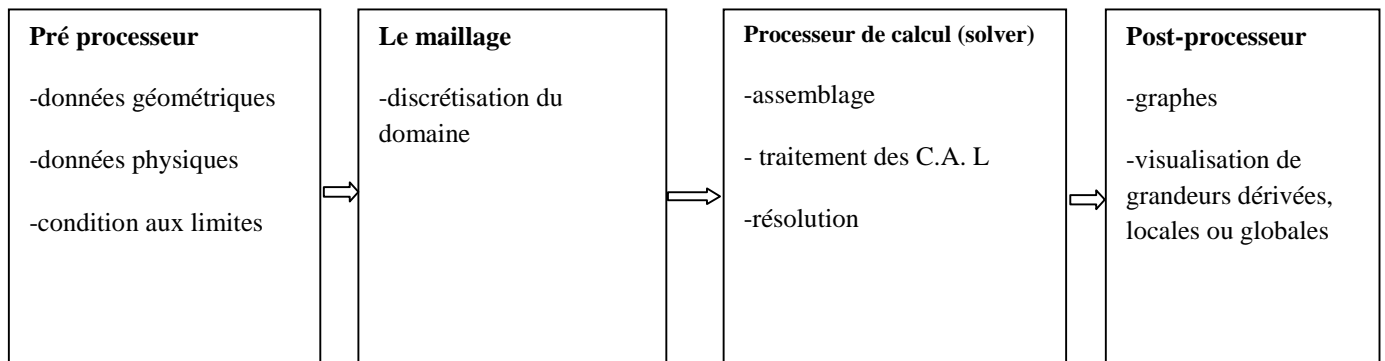 Pré processeur
-données géométriques
-données physiques
-condition aux limites
Le maillage
-discrétisation du
domaine
Processeur de calcul (solver)
-assemblage
- traitement des C.A. L
-résolution
Post-processeur
-graphes
-visualisation de
grandeurs dérivées,
locales ou globales